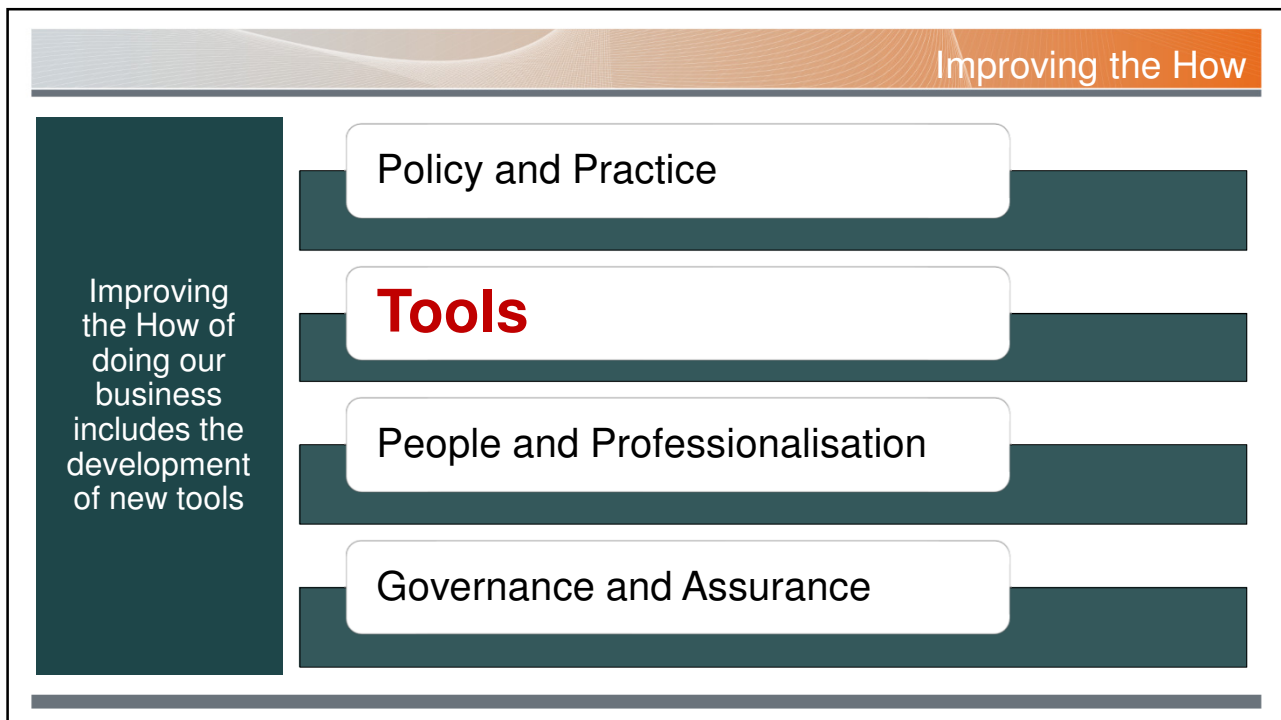 Improving the How
Improving
the How of
doing our
business
includes the
development
of new tools
Policy and Practice
Tools
People and Professionalisation
Governance and Assurance